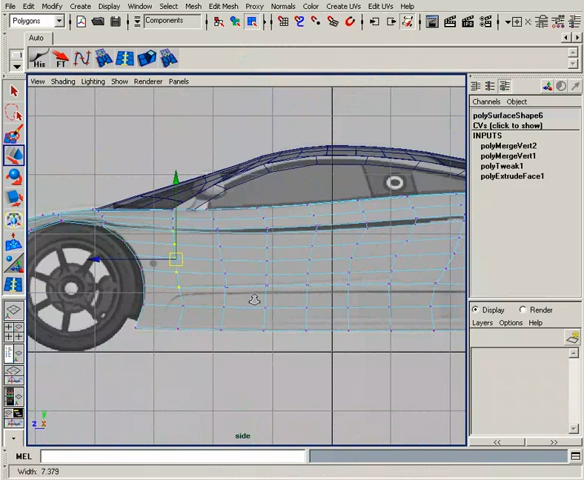 File Edit Modify Create Display Window Select Mesh Edit Mesh Proxy Normals Color Create UVs Edit UVs Help
Polygons Components
Auto
His FT
View Shading Lighting Show Renderer Panels
Channels Object
polySurfaceShape6
CVs (click to show)
INPUTS
polyMergeVert2
polyMergeVert1
polyTweak1
polyExtrudeFace1
Display Render
Layers Options Help
y
z x
side
<< >>
MEL
Width: 7.379